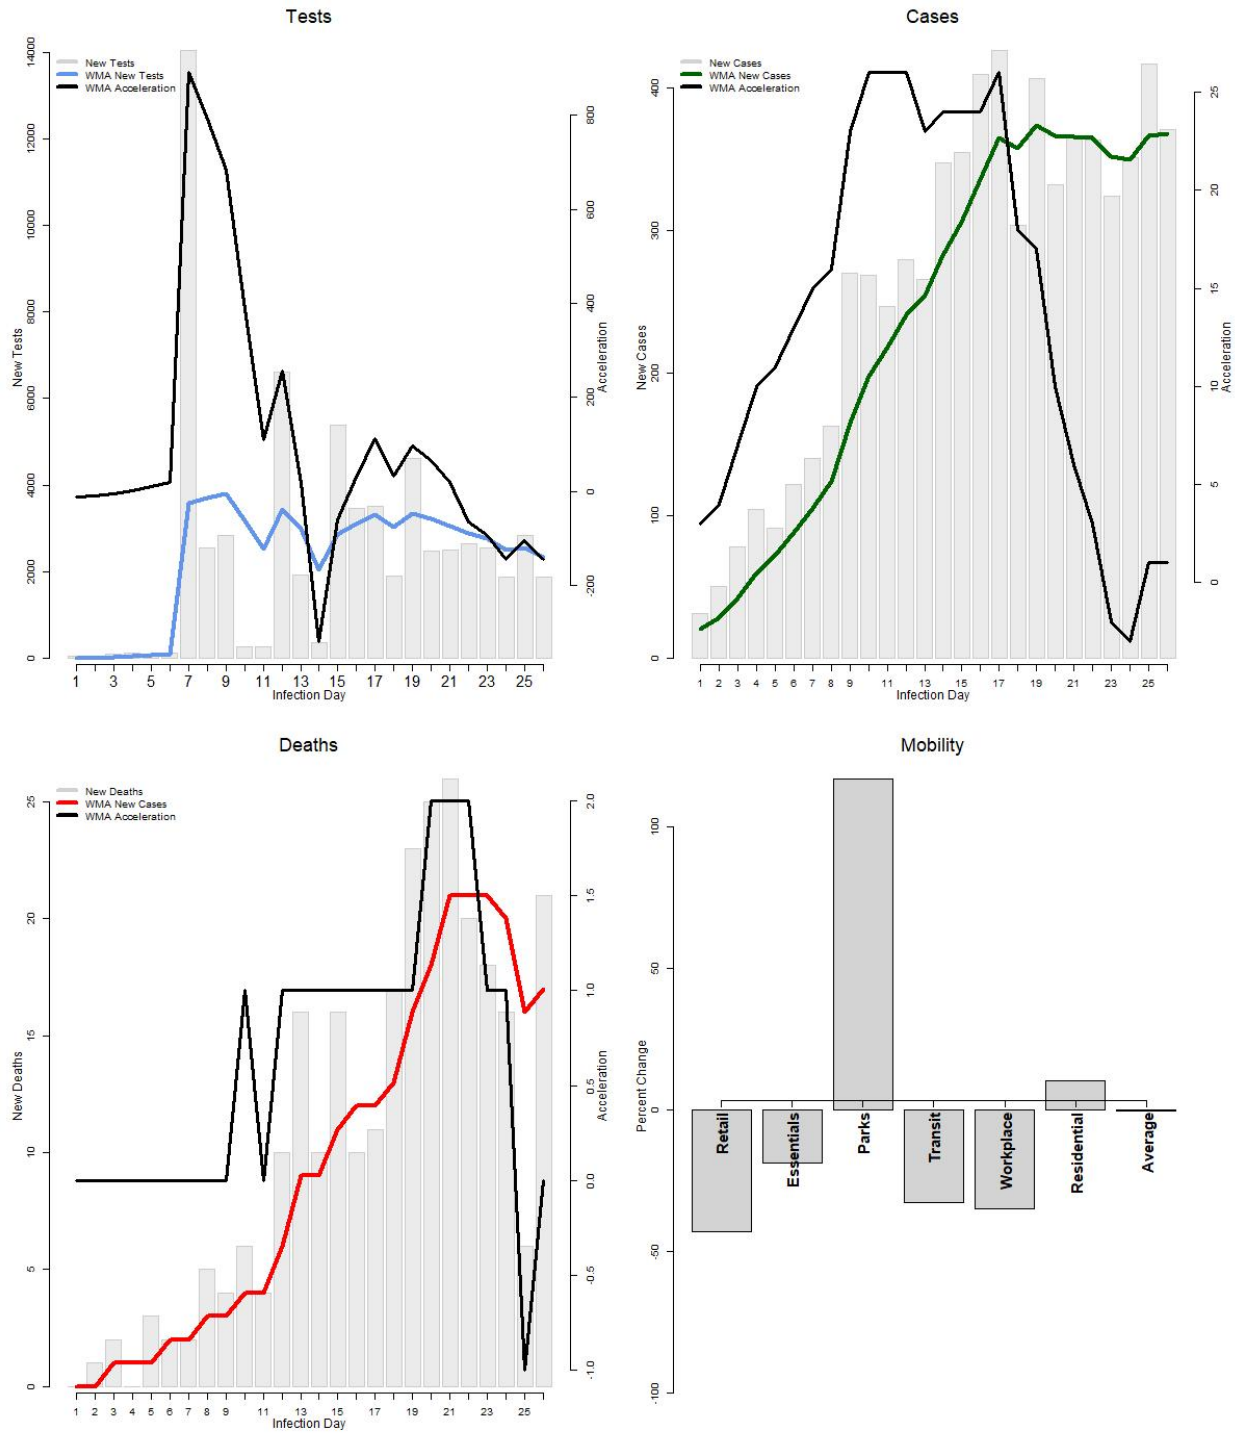 Tests
New Tests
WMA New Tests
WMA Acceleration
14000
12000
10000
8000
6000
4000
2000
0
New Tests
800
600
400
200
0
-200
Acceleration
1 3 5 7 9 11 13 15 17 19 21 23 25
Infection Day
Cases
New Cases
WMA New Cases
WMA Acceleration
400
300
200
100
0
New Cases
25
20
15
10
5
0
Acceleration
1 2 3 4 5 6 7 8 9 11 13 15 17 19 21 23 25
Infection Day
Deaths
New Deaths
WMA New Cases
WMA Acceleration
25
20
15
10
5
0
New Deaths
2.0
1.5
1.0
0.5
0.0
-0.5
-1.0
Acceleration
1 2 3 4 5 6 7 8 9 11 13 15 17 19 21 23 25
Infection Day
Mobility
100
50
0
-50
-100
Percent Change
Retail
Essentials
Parks
Transit
Workplace
Residential
Average